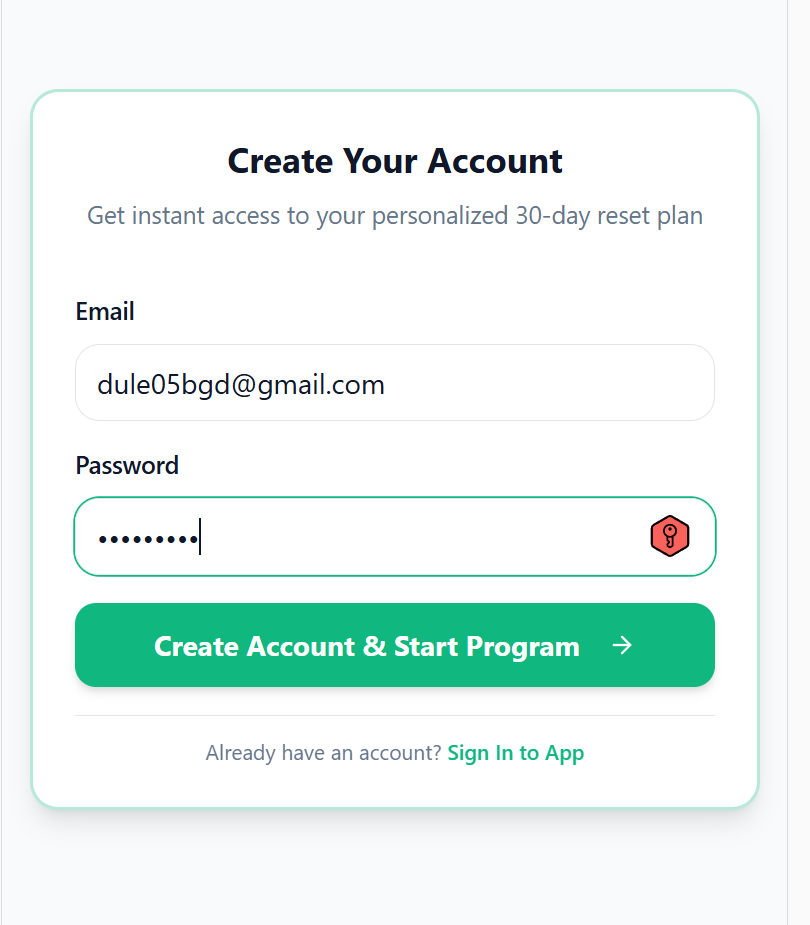 Create Your Account
Get instant access to your personalized 30-day reset plan
Email
dule05bgd@gmail.com
Password
•••••••••
Create Account & Start Program →
Already have an account? Sign In to App